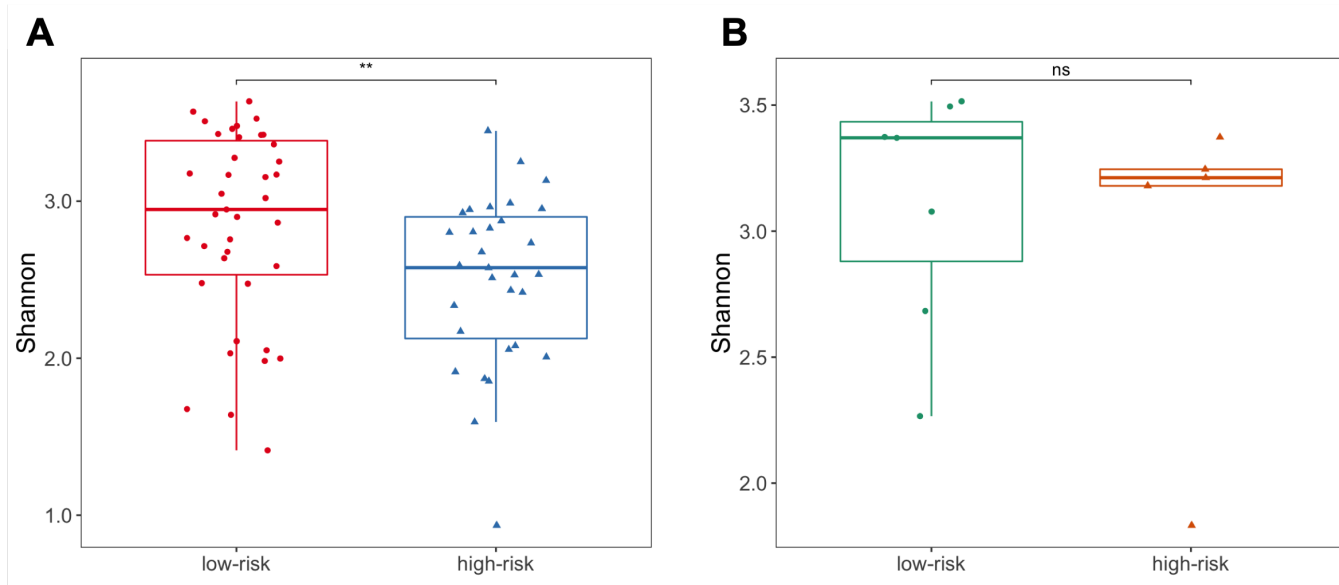 A
**
Shannon
3.0
2.0
1.0
low-risk
high-risk
B
ns
Shannon
3.5
3.0
2.5
2.0
low-risk
high-risk